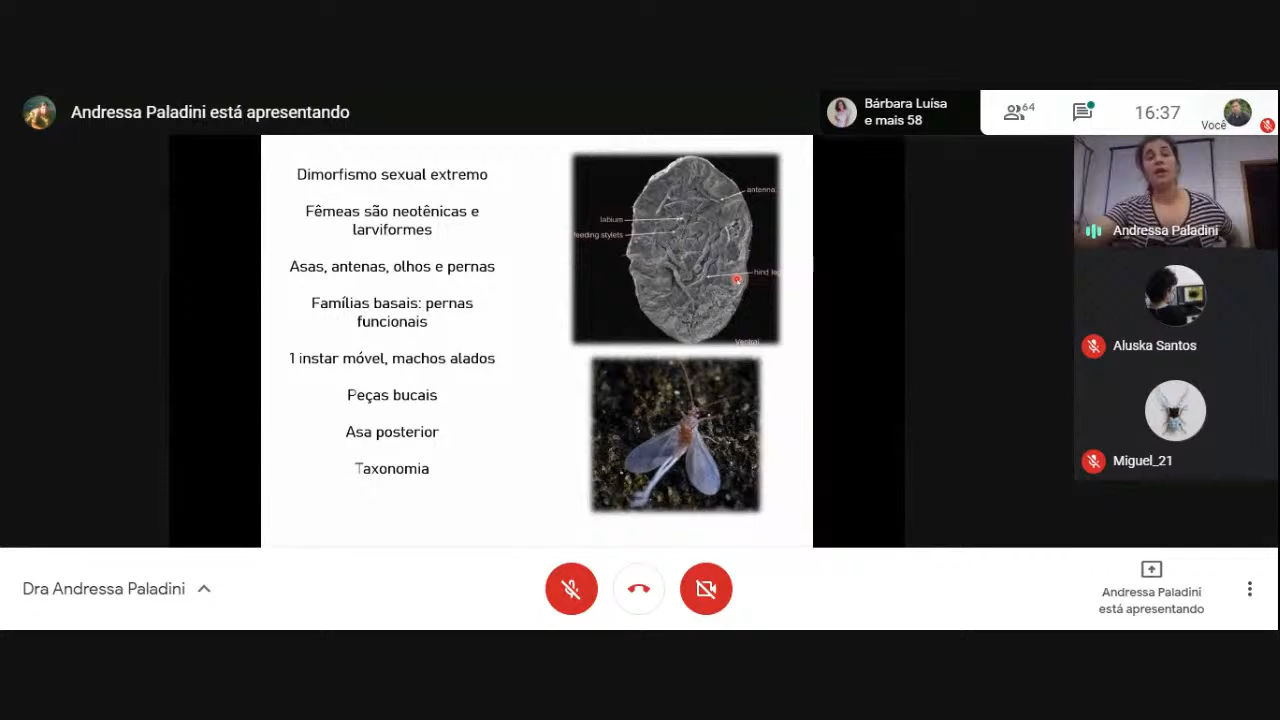 Andressa Paladini está apresentando
Bárbara Luísa
e mais 58
64
16:37
Você
Dimorfismo sexual extremo
Fêmeas são neotênicas e
larviformes
Asas, antenas, olhos e pernas
Famílias basais: pernas
funcionais
1 instar móvel, machos alados
Peças bucais
Asa posterior
Taxonomia
antenna
labium
feeding stylets
hind leg
Ventral
Andressa Paladini
Aluska Santos
Miguel_21
Dra Andressa Paladini
Andressa Paladini
está apresentando